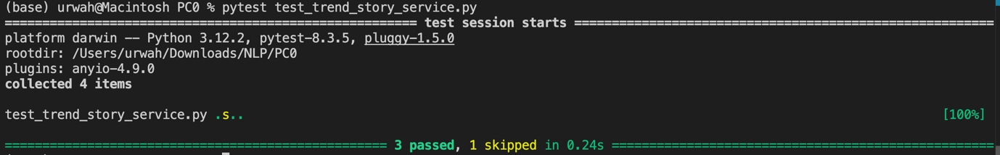 (base) urwah@Macintosh PC0 % pytest test_trend_story_service.py
======================================================= test session starts ========================================================
platform darwin -- Python 3.12.2, pytest-8.3.5, pluggy-1.5.0
rootdir: /Users/urwah/Downloads/NLP/PC0
plugins: anyio-4.9.0
collected 4 items
test_trend_story_service.py .s.. [100%]
=================================================== 3 passed, 1 skipped in 0.24s ===================================================